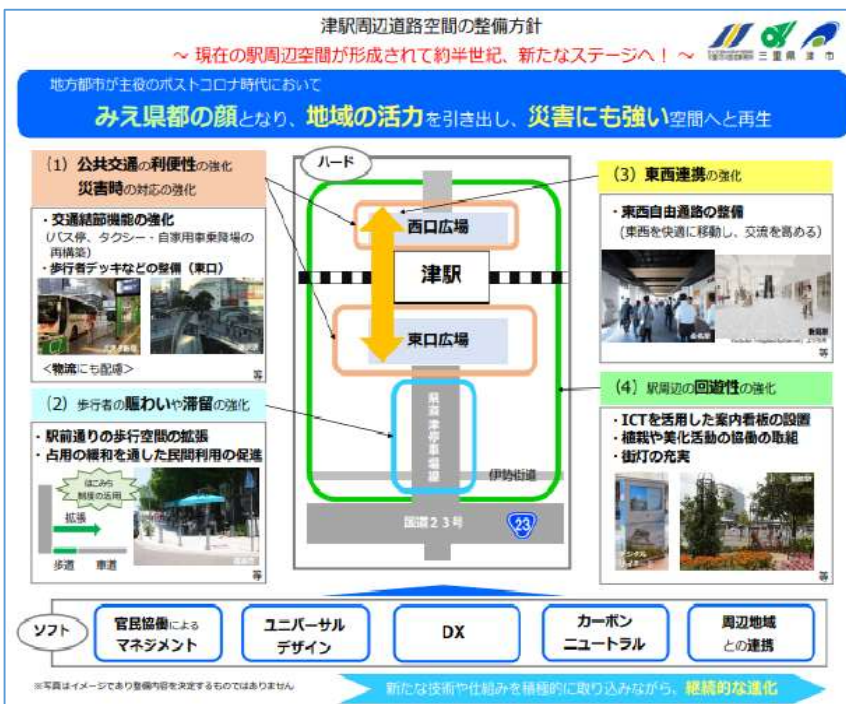 津駅周辺道路空間の整備方針
～ 現在の駅周辺空間が形成されて約半世紀、新たなステージへ！ ～
三重県 津市
地方都市が主役のポストコロナ時代において
みえ県都の顔となり、地域の活力を引き出し、災害にも強い空間へと再生
(1) 公共交通の利便性の強化
災害時の対応の強化
・交通結節機能の強化
(バス停、タクシー・自家用車乗降場の
再構築)
・歩行者デッキなどの整備（東口）
＜物流にも配慮＞
等
(2) 歩行者の賑わいや滞留の強化
・駅前通りの歩行空間の拡張
・占用の緩和を通した民間利用の促進
ほこみち
制度の活用
拡張
歩道 車道
等
ハード
西口広場
津駅
東口広場
県道津停車場線
伊勢街道
国道２３号
23
(3) 東西連携の強化
・東西自由通路の整備
(東西を快適に移動し、交流を高める)
等
(4) 駅周辺の回遊性の強化
・ICTを活用した案内看板の設置
・植栽や美化活動の協働の取組
・街灯の充実
デジタル
サイネージ
等
ソフト
官民協働による
マネジメント
ユニバーサル
デザイン
DX
カーボン
ニュートラル
周辺地域
との連携
※写真はイメージであり整備内容を決定するものではありません
新たな技術や仕組みを積極的に取り込みながら、継続的な進化